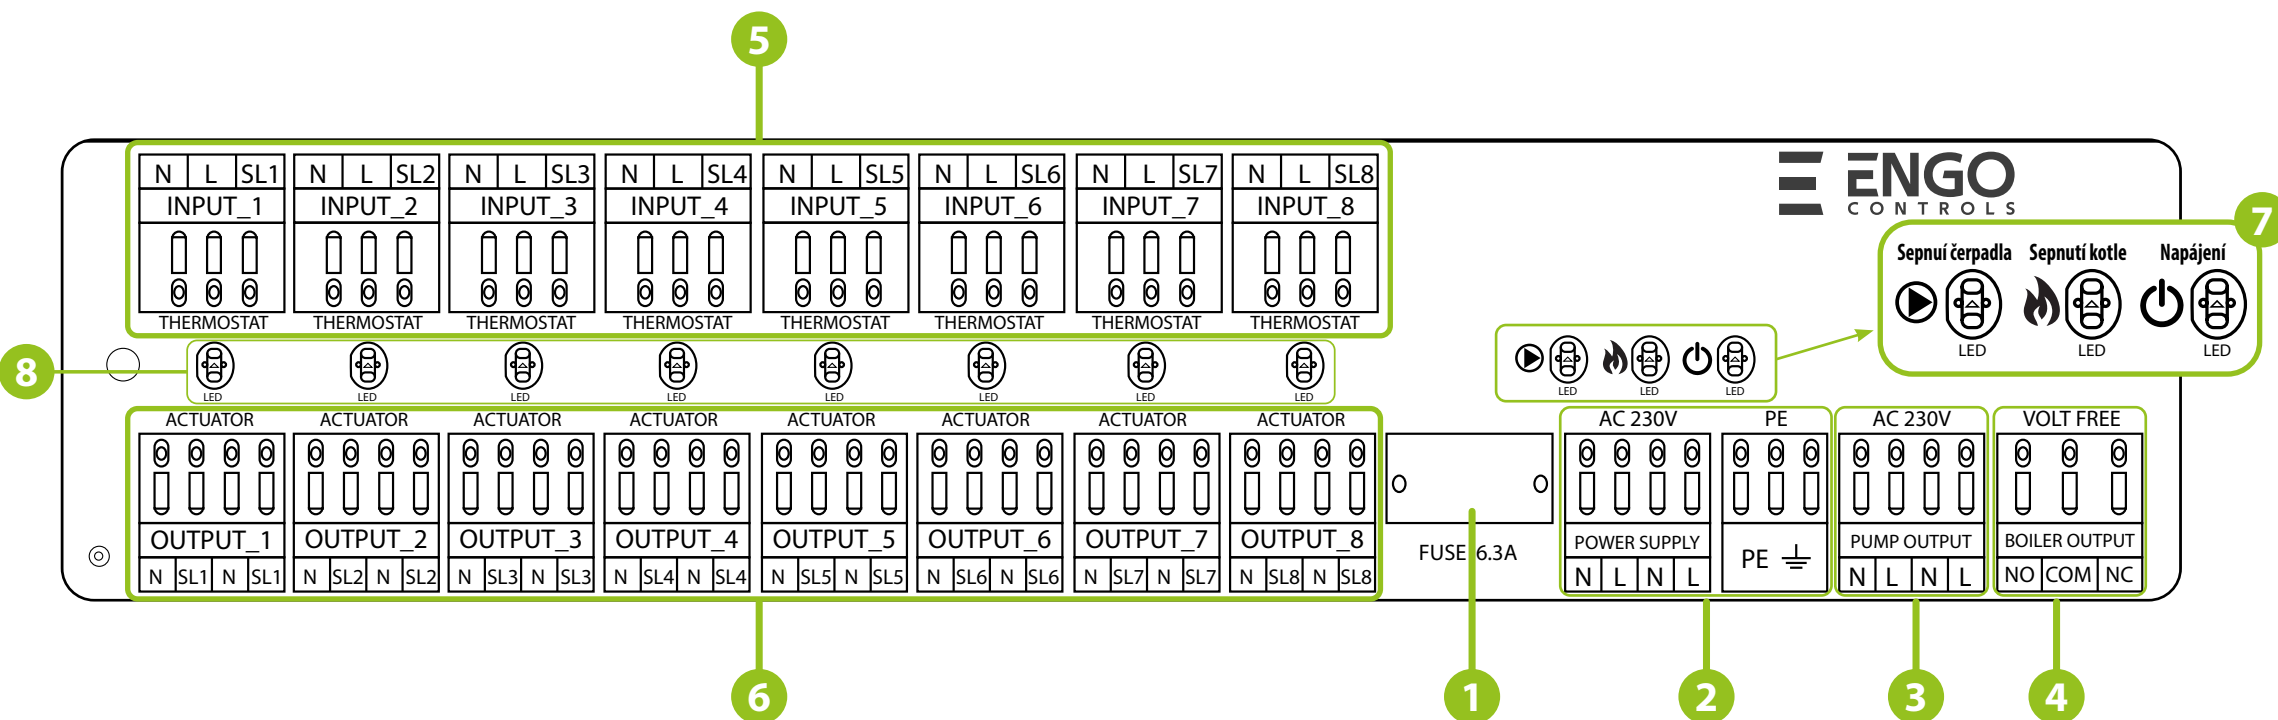 5
N L SL1 N L SL2 N L SL3 N L SL4 N L SL5 N L SL6 N L SL7 N L SL8
INPUT_1 INPUT_2 INPUT_3 INPUT_4 INPUT_5 INPUT_6 INPUT_7 INPUT_8
THERMOSTAT THERMOSTAT THERMOSTAT THERMOSTAT THERMOSTAT THERMOSTAT THERMOSTAT THERMOSTAT
ENGO
CONTROLS
7
Sepnuí čerpadla Sepnutí kotle Napájení
LED LED LED
8
LED LED LED LED LED LED LED LED
LED LED LED
ACTUATOR ACTUATOR ACTUATOR ACTUATOR ACTUATOR ACTUATOR ACTUATOR ACTUATOR
OUTPUT_1 OUTPUT_2 OUTPUT_3 OUTPUT_4 OUTPUT_5 OUTPUT_6 OUTPUT_7 OUTPUT_8
N SL1 N SL1 N SL2 N SL2 N SL3 N SL3 N SL4 N SL4 N SL5 N SL5 N SL6 N SL6 N SL7 N SL7 N SL8 N SL8
FUSE 6.3A
AC 230V PE AC 230V VOLT FREE
POWER SUPPLY PE PUMP OUTPUT BOILER OUTPUT
N L N L N L N L NO COM NC
6 1 2 3 4